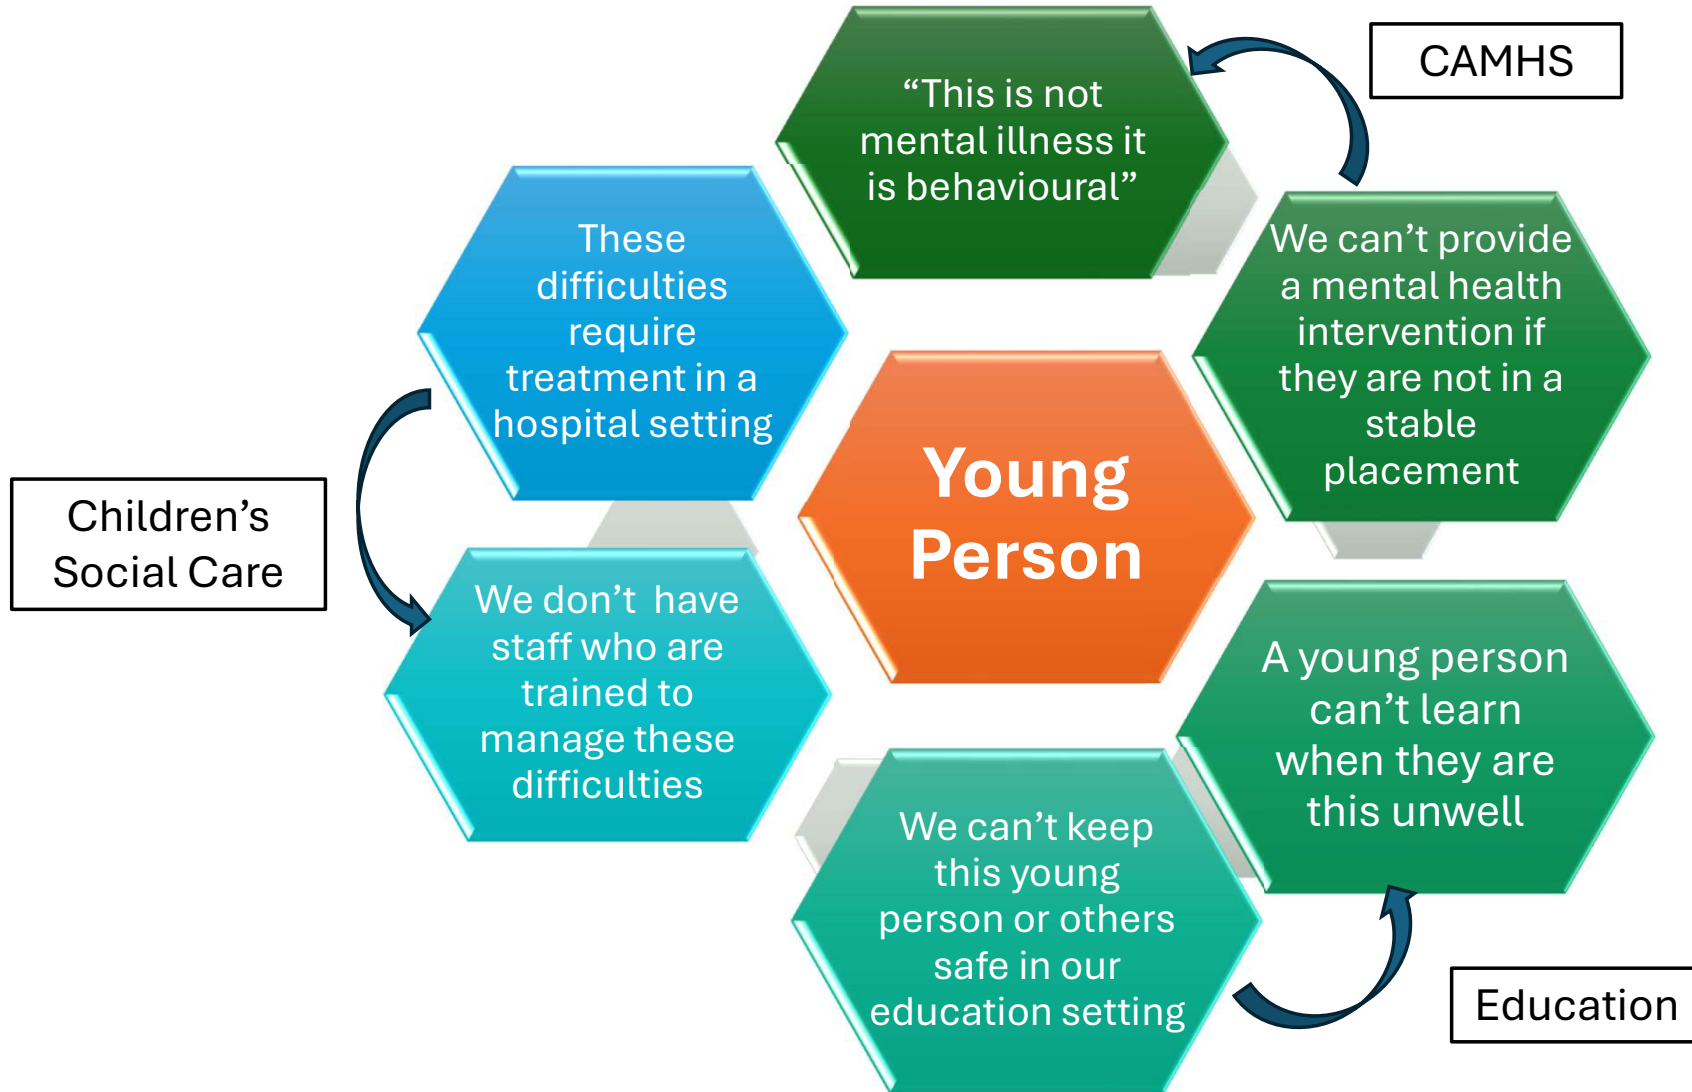 “This is not
mental illness it
is behavioural”
CAMHS
We can’t provide
a mental health
intervention if
they are not in a
stable
placement
A young person
can’t learn
when they are
this unwell
Education
We can’t keep
this young
person or others
safe in our
education setting
We don’t  have
staff who are
trained to
manage these
difficulties
Children’s
Social Care
These
difficulties
require
treatment in a
hospital setting
Young
Person